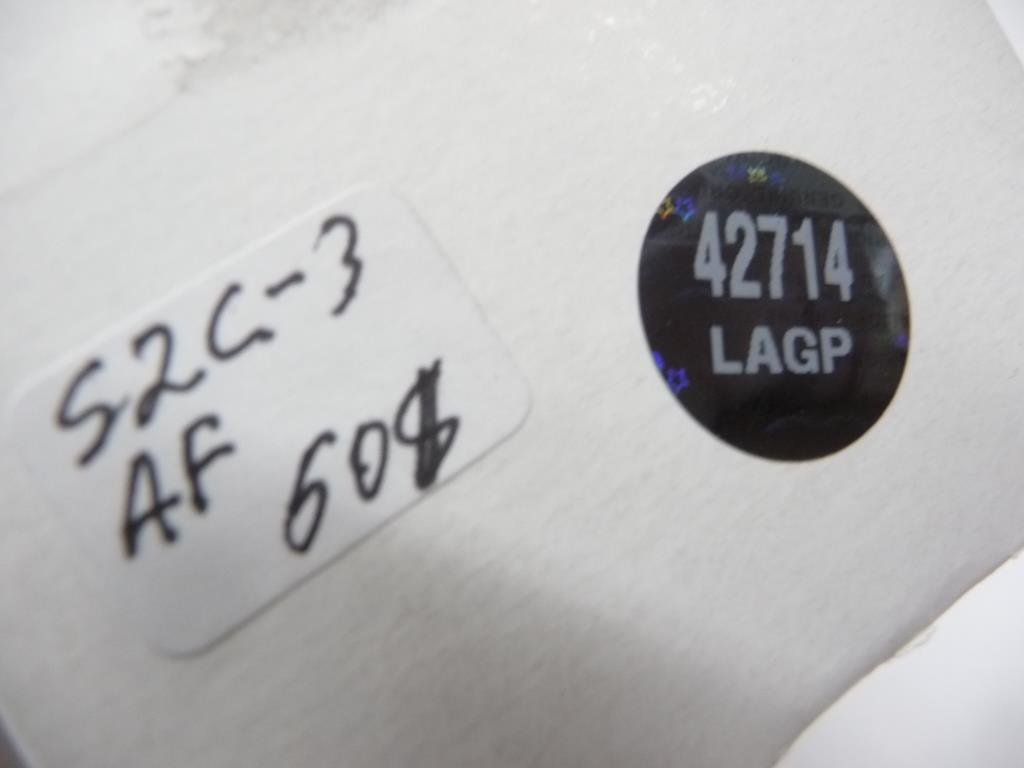 S2C-3
AF 60$
42714
LAGP